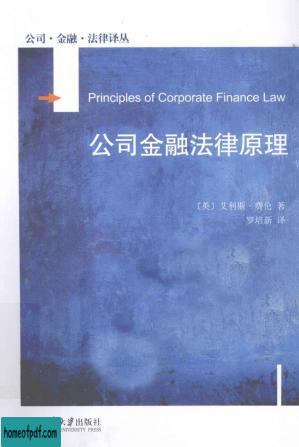 公司·金融·法律译丛
Principles of Corporate Finance Law
公司金融法律原理
〔英〕艾利斯·费伦 著
罗培新 译
大学出版社
UNIVERSITY PRESS
homeofpdf.com